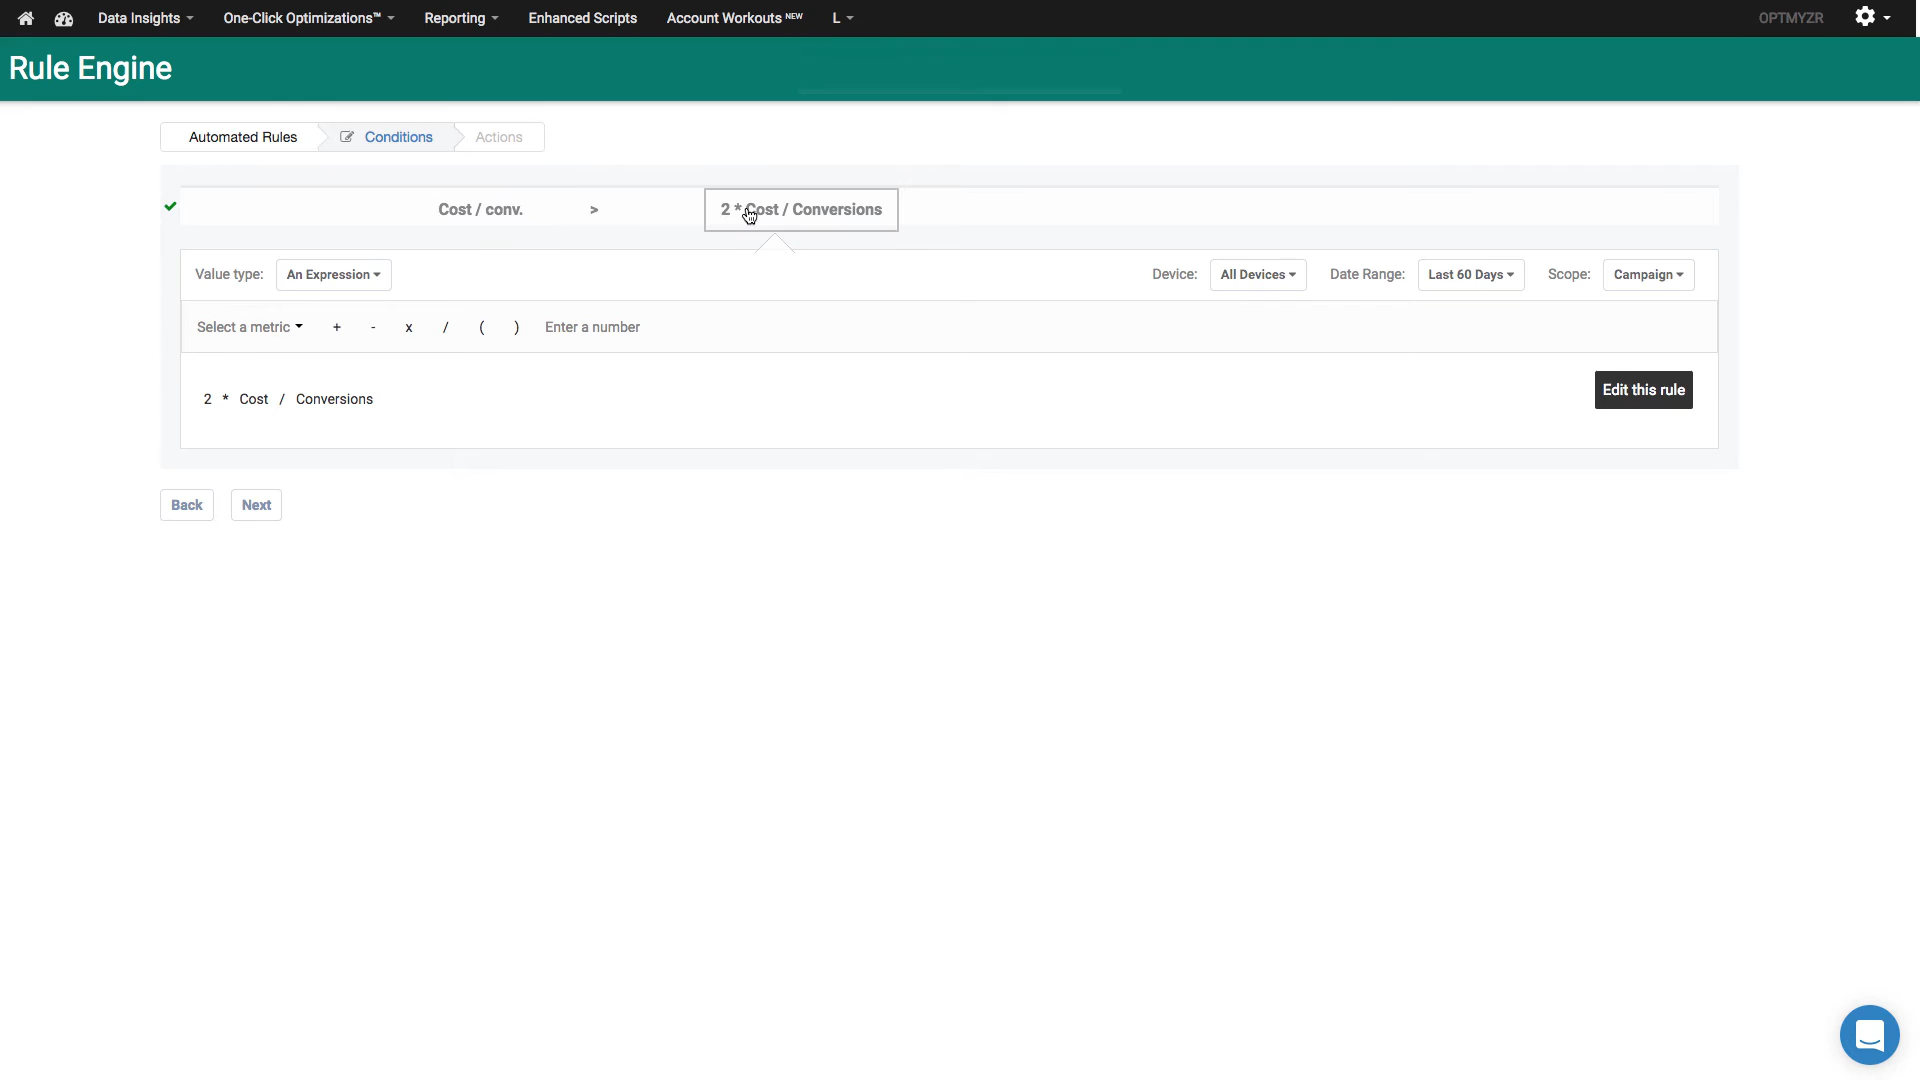 Data Insights One-Click Optimizations™ Reporting Enhanced Scripts Account Workouts NEW L OPTMYZR
Rule Engine
Automated Rules Conditions Actions
Cost / conv. > 2 * Cost / Conversions
Value type: An Expression Device: All Devices Date Range: Last 60 Days Scope: Campaign
Select a metric + - x / ( ) Enter a number
2 * Cost / Conversions
Edit this rule
Back Next